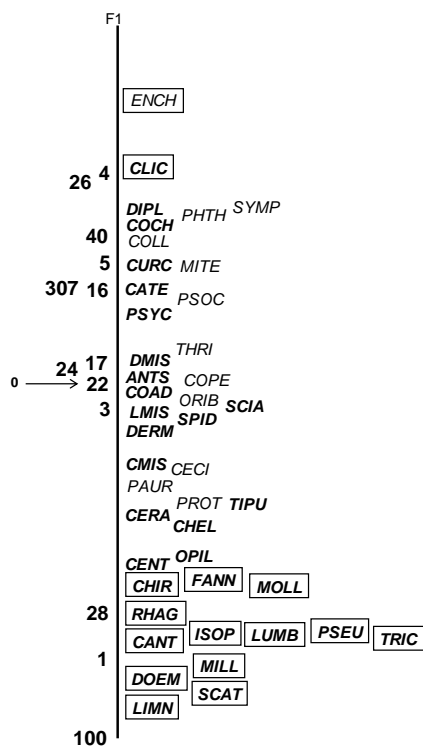 F1
ENCH
4 CLIC
26
DIPL PHTH SYMP
COCH
40 COLL
5 CURC MITE
307 16 CATE PSOC
PSYC
17 DMIS THRI
24
0 22 ANTS COPE
COAD
3 LMIS ORIB SCIA
DERM SPID
CMIS CECI
PAUR
CERA PROT TIPU
CHEL
CENT OPIL
CHIR FANN MOLL
28 RHAG
CANT ISOP LUMB PSEU TRIC
1 MILL
DOEM
SCAT
LIMN
100